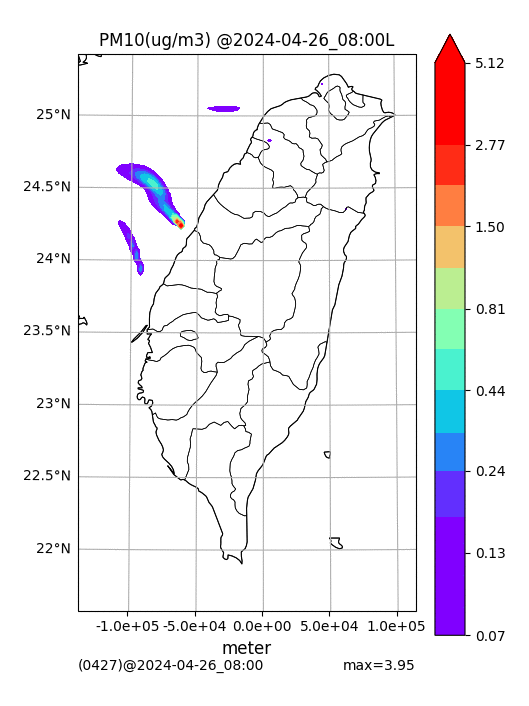 PM10(ug/m3) @2024-04-26_08:00L
5.12
25°N
2.77
24.5°N
1.50
24°N
0.81
23.5°N
0.44
23°N
0.24
22.5°N
0.13
22°N
0.07
-1.0e+05 -5.0e+04 0.0e+00 5.0e+04 1.0e+05
meter
(0427)@2024-04-26_08:00 max=3.95